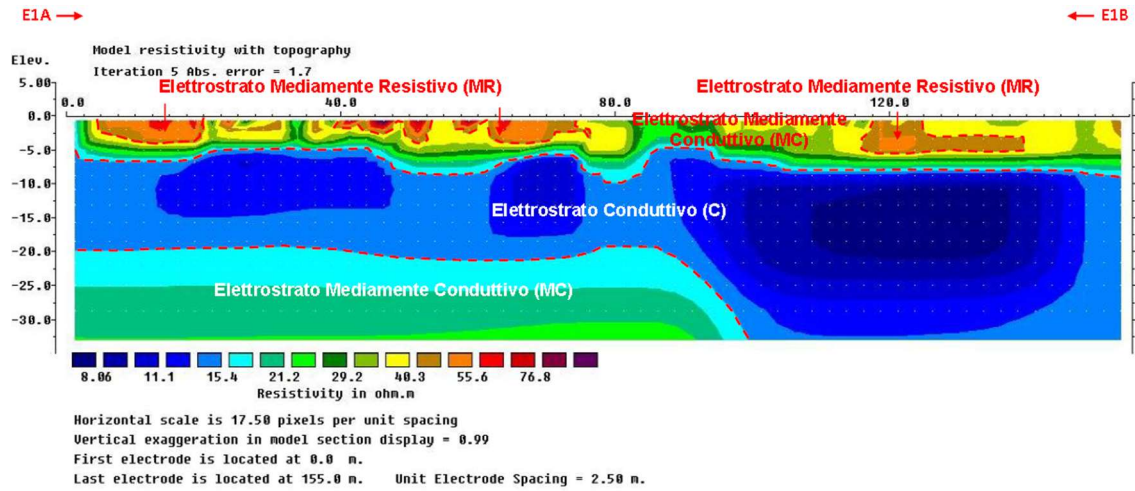 E1A
E1B
Model resistivity with topography
Elev.
Iteration 5 Abs. error = 1.7
5.00
Elettrostrato Mediamente Resistivo (MR)
Elettrostrato Mediamente Resistivo (MR)
0.0
40.0
80.0
120.0
0.0
Elettrostrato Mediamente
Conduttivo (MC)
-5.0
-10.0
-15.0
Elettrostrato Conduttivo (C)
-20.0
-25.0
Elettrostrato Mediamente Conduttivo (MC)
-30.0
8.06 11.1 15.4 21.2 29.2 40.3 55.6 76.8
Resistivity in ohm.m
Horizontal scale is 17.50 pixels per unit spacing
Vertical exaggeration in model section display = 0.99
First electrode is located at 0.0 m.
Last electrode is located at 155.0 m. Unit Electrode Spacing = 2.50 m.